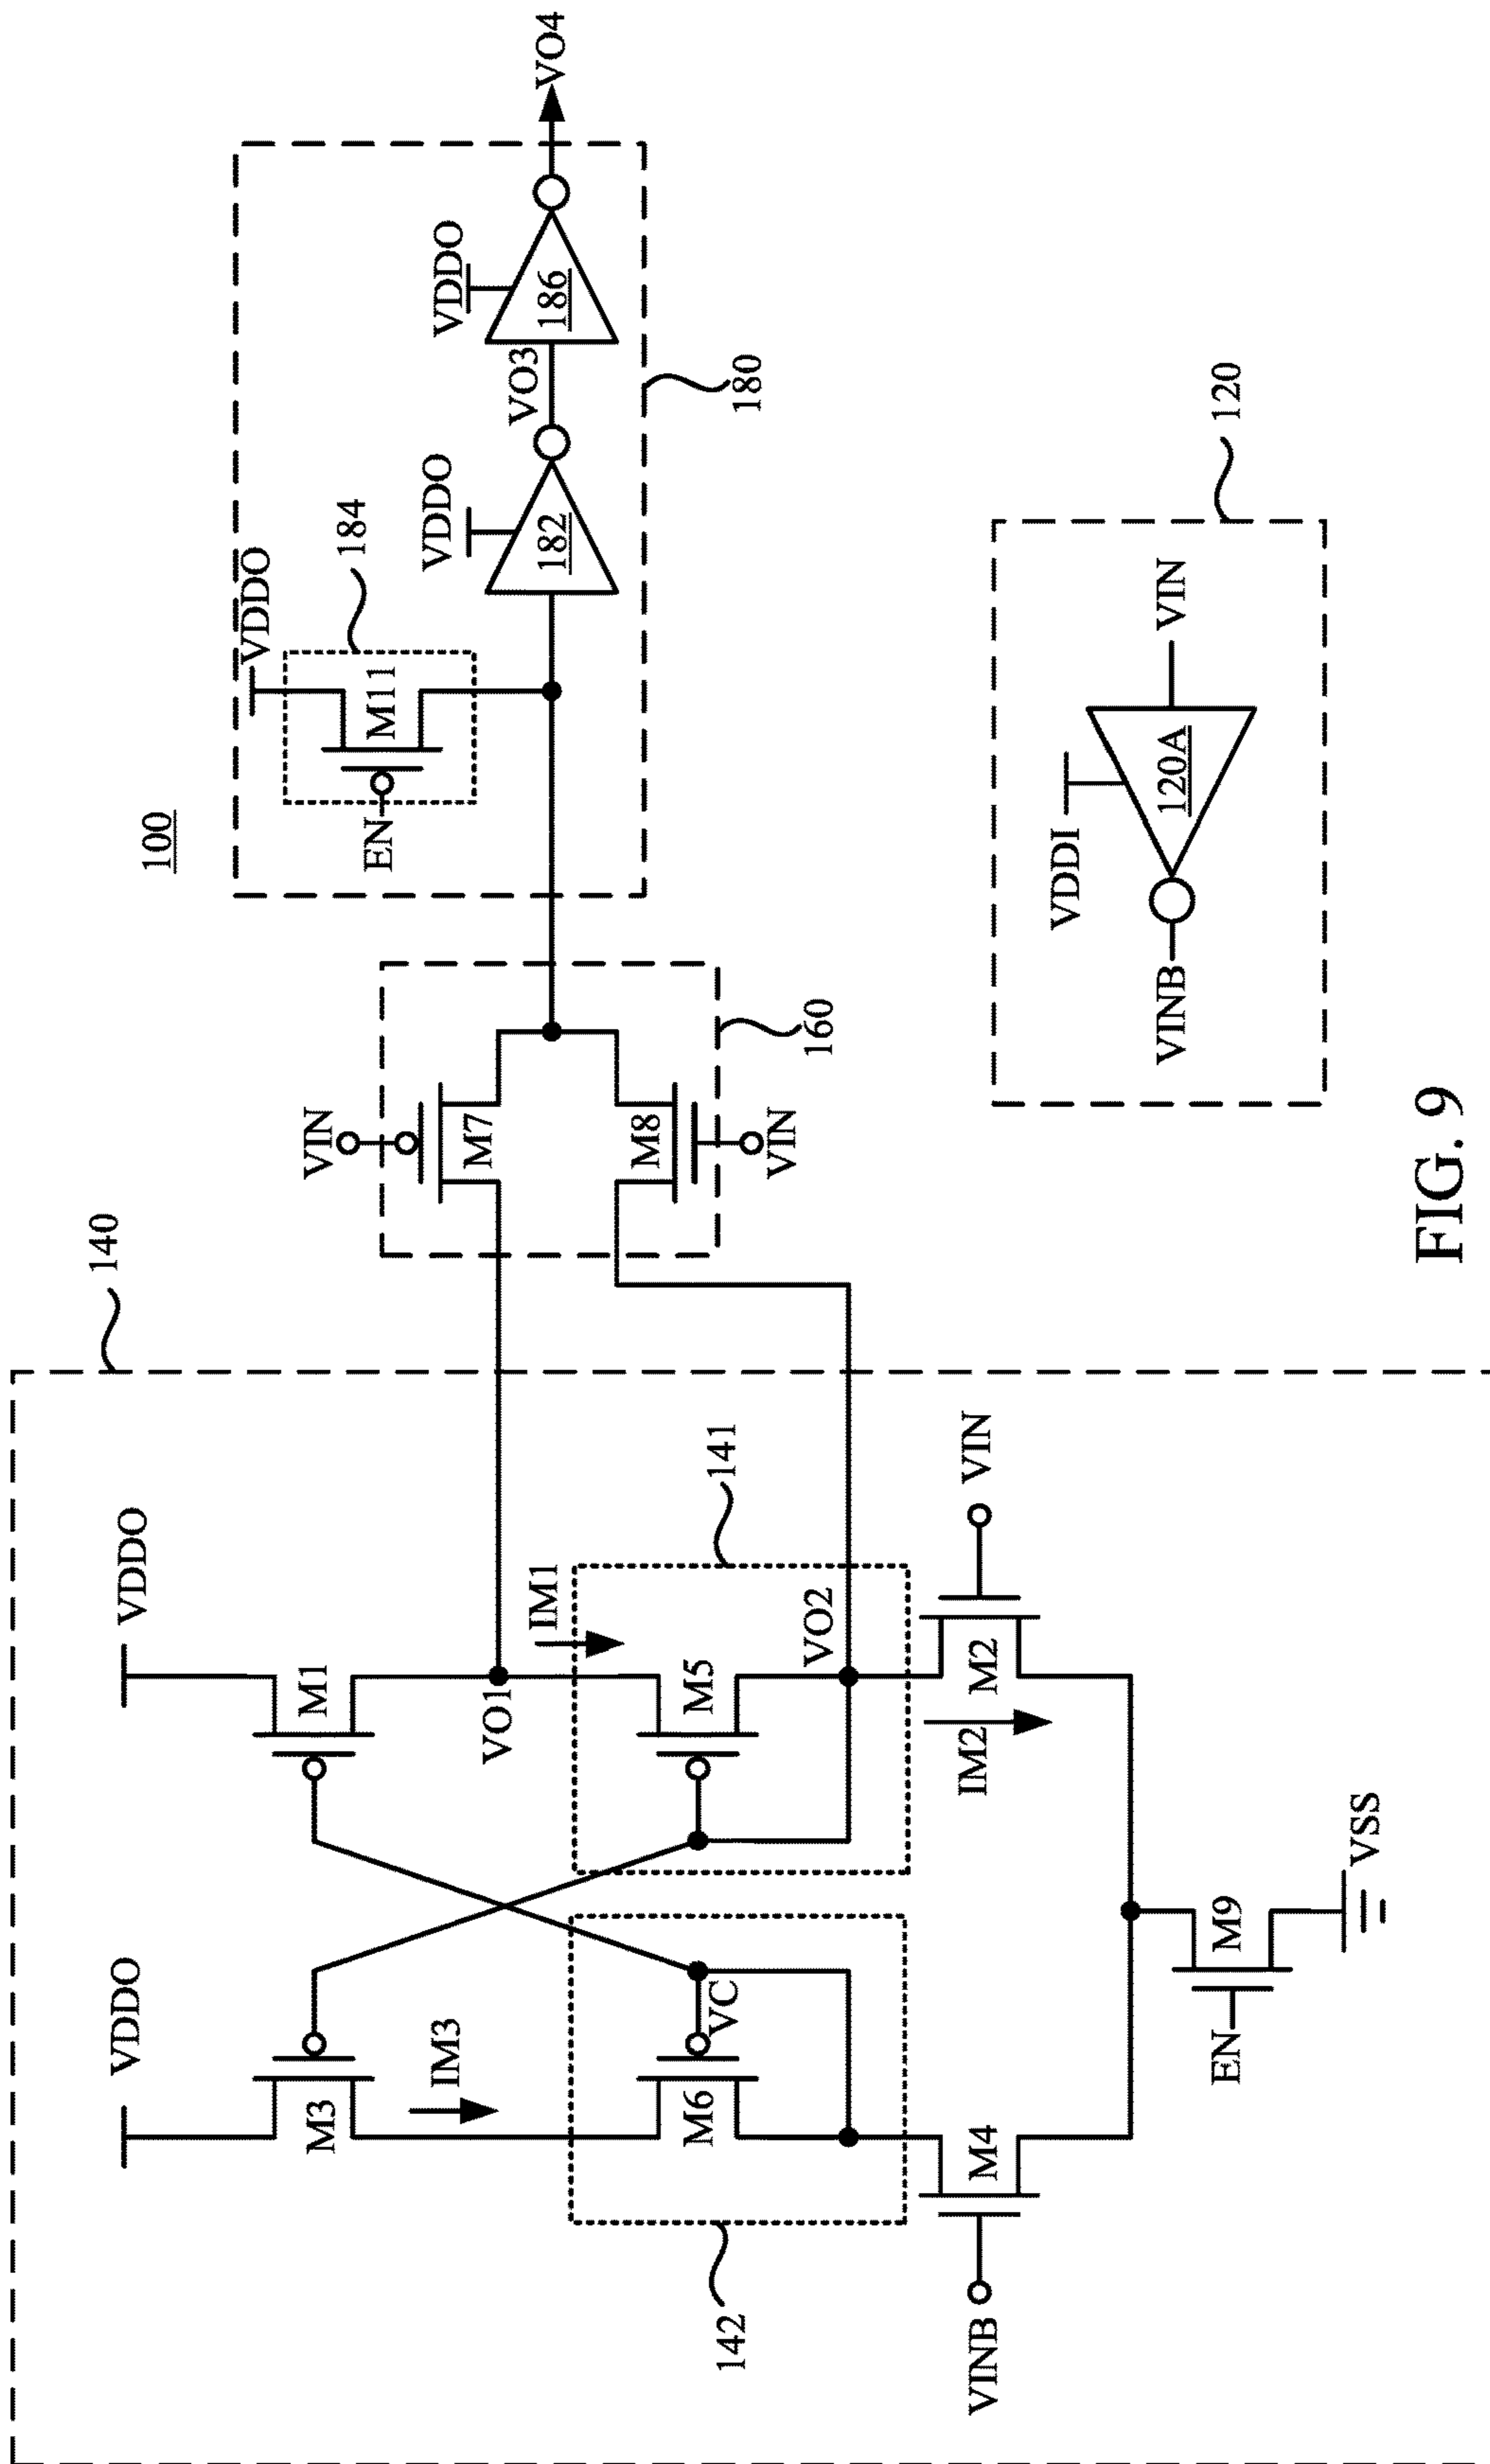 100
140
VDDO
VDDO
M3
M1
IM3
VO1
IM1
141
142
M6
VC
M5
VO2
VINB
M4
IM2
M2
VIN
EN
M9
VSS
VIN
M7
M8
VIN
160
VDDO
184
M11
EN
VDDO
182
VO3
VDDO
186
VO4
180
VDDI
VINB
120A
VIN
120
FIG. 9